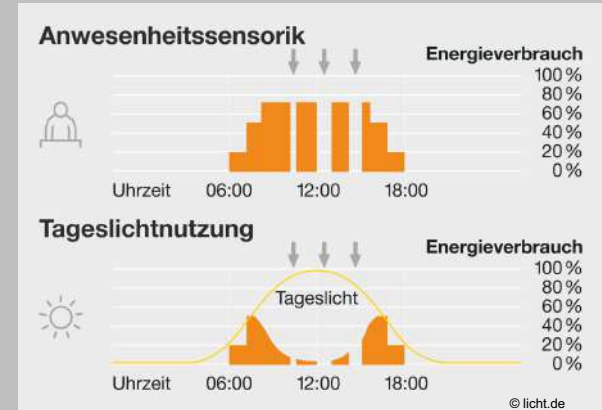 Anwesenheitssensorik
Energieverbrauch
100 %
80 %
60 %
40 %
20 %
0 %
Uhrzeit 06:00 12:00 18:00
Tageslichtnutzung
Energieverbrauch
100 %
80 %
60 %
40 %
20 %
0 %
Tageslicht
Uhrzeit 06:00 12:00 18:00
© licht.de